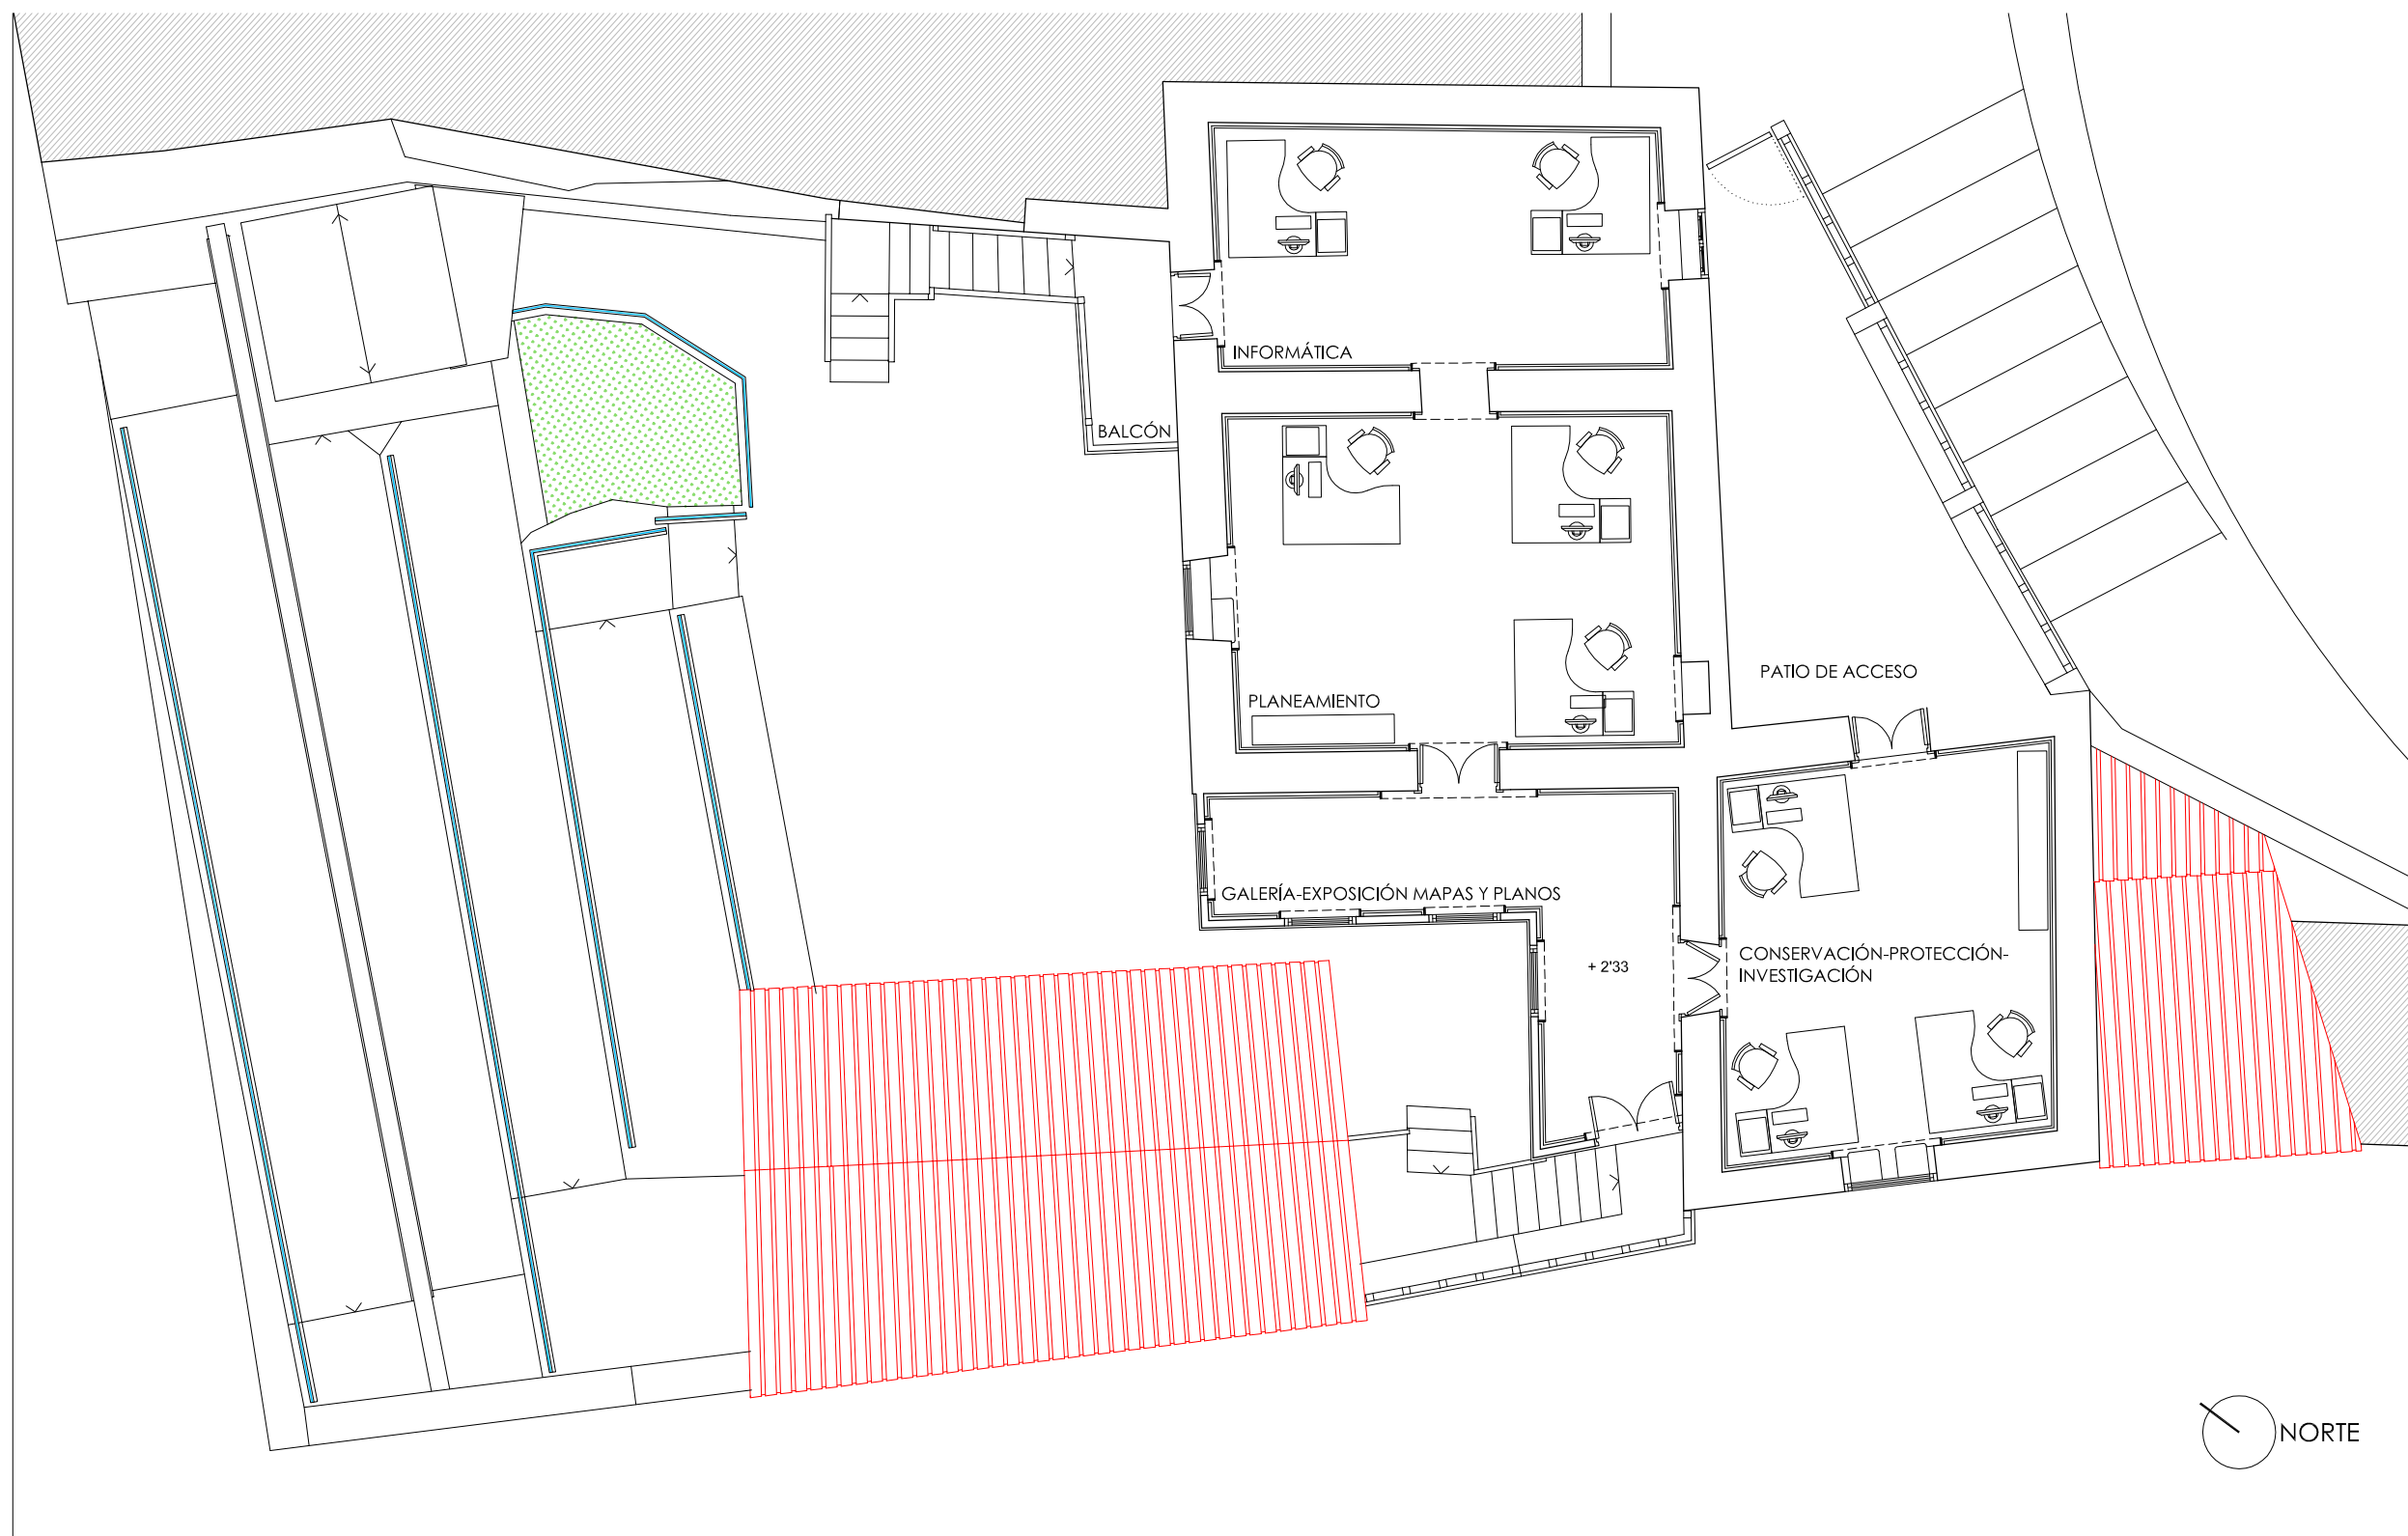 INFORMÁTICA
BALCÓN
PATIO DE ACCESO
PLANEAMIENTO
GALERÍA-EXPOSICIÓN MAPAS Y PLANOS
CONSERVACIÓN-PROTECCIÓN-
INVESTIGACIÓN
+ 2'33
NORTE